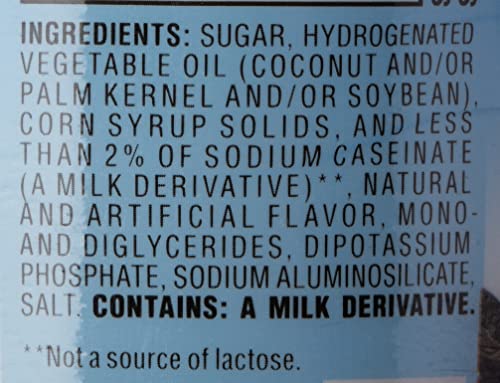 INGREDIENTS: SUGAR, HYDROGENATED
VEGETABLE OIL (COCONUT AND/OR
PALM KERNEL AND/OR SOYBEAN),
CORN SYRUP SOLIDS, AND LESS
THAN 2% OF SODIUM CASEINATE
(A MILK DERIVATIVE)**, NATURAL
AND ARTIFICIAL FLAVOR, MONO-
AND DIGLYCERIDES, DIPOTASSIUM
PHOSPHATE, SODIUM ALUMINOSILICATE,
SALT. CONTAINS: A MILK DERIVATIVE.
**Not a source of lactose.